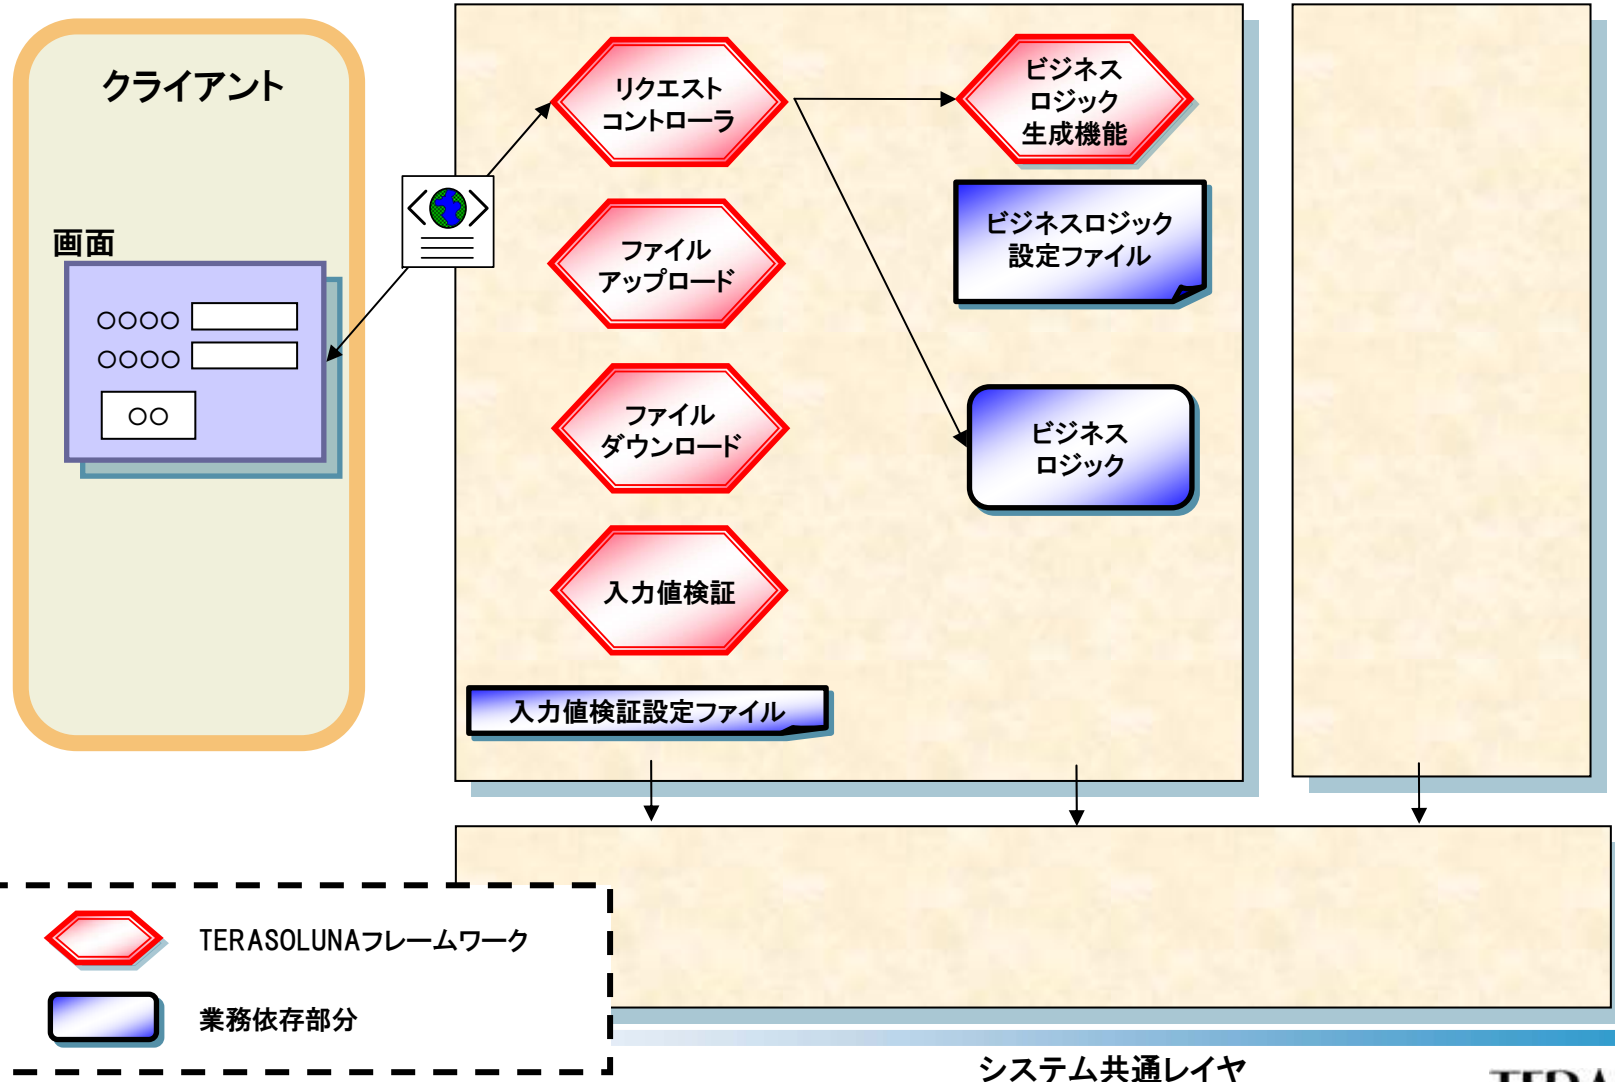 クライアント
画面
○○○○
○○○○
○○
リクエスト
コントローラ
ファイル
アップロード
ファイル
ダウンロード
入力値検証
入力値検証設定ファイル
ビジネス
ロジック
生成機能
ビジネスロジック
設定ファイル
ビジネス
ロジック
TERASOLUNAフレームワーク
業務依存部分
システム共通レイヤ